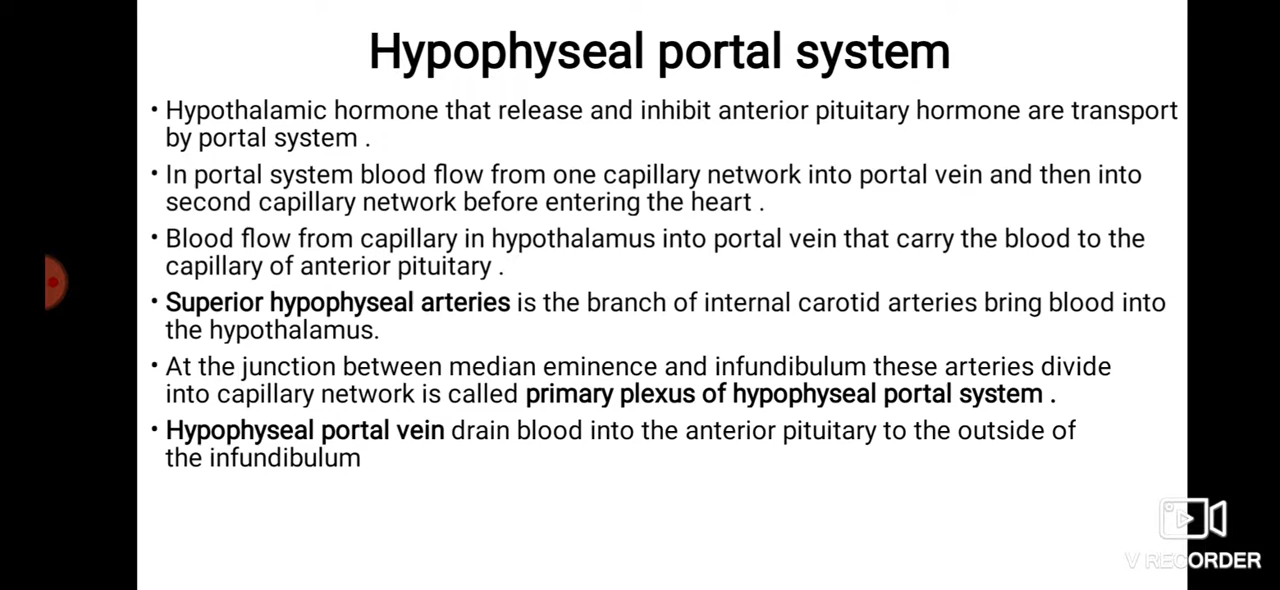 Hypophyseal portal system
• Hypothalamic hormone that release and inhibit anterior pituitary hormone are transport
by portal system .
• In portal system blood flow from one capillary network into portal vein and then into
second capillary network before entering the heart .
• Blood flow from capillary in hypothalamus into portal vein that carry the blood to the
capillary of anterior pituitary .
• Superior hypophyseal arteries is the branch of internal carotid arteries bring blood into
the hypothalamus.
• At the junction between median eminence and infundibulum these arteries divide
into capillary network is called primary plexus of hypophyseal portal system .
• Hypophyseal portal vein drain blood into the anterior pituitary to the outside of
the infundibulum
V RECORDER